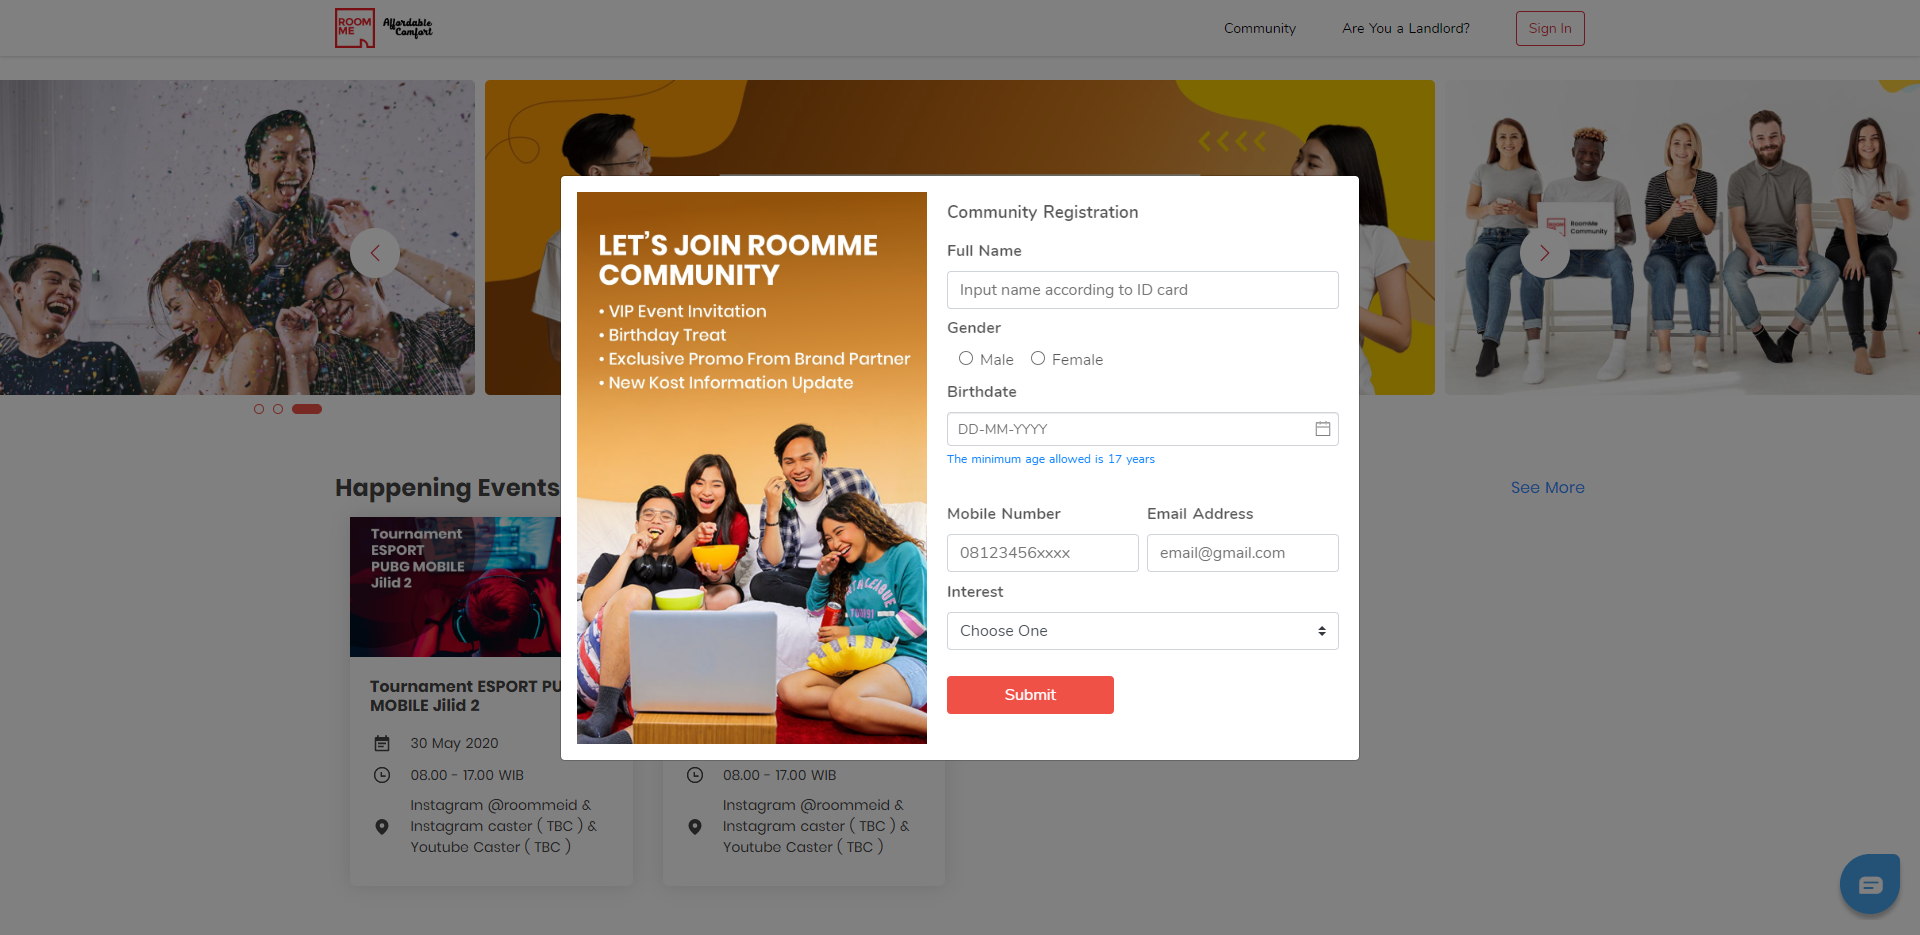 ROOM
ME
Affordable
Comfort
Community
Are You a Landlord?
Sign In
RoomMe
Community
LET'S JOIN ROOMME
COMMUNITY
• VIP Event Invitation
• Birthday Treat
• Exclusive Promo From Brand Partner
• New Kost Information Update
Community Registration
Full Name
Input name according to ID card
Gender
Male
Female
Birthdate
DD-MM-YYYY
The minimum age allowed is 17 years
Mobile Number
Email Address
08123456xxxx
email@gmail.com
Interest
Choose One
Submit
Happening Events
See More
Tournament
ESPORT
PUBG MOBILE
Jilid 2
Tournament ESPORT PU
MOBILE Jilid 2
30 May 2020
08.00 - 17.00 WIB
Instagram @roommeid &
Instagram caster ( TBC ) &
Youtube Caster ( TBC )
08.00 - 17.00 WIB
Instagram @roommeid &
Instagram caster ( TBC ) &
Youtube Caster ( TBC )